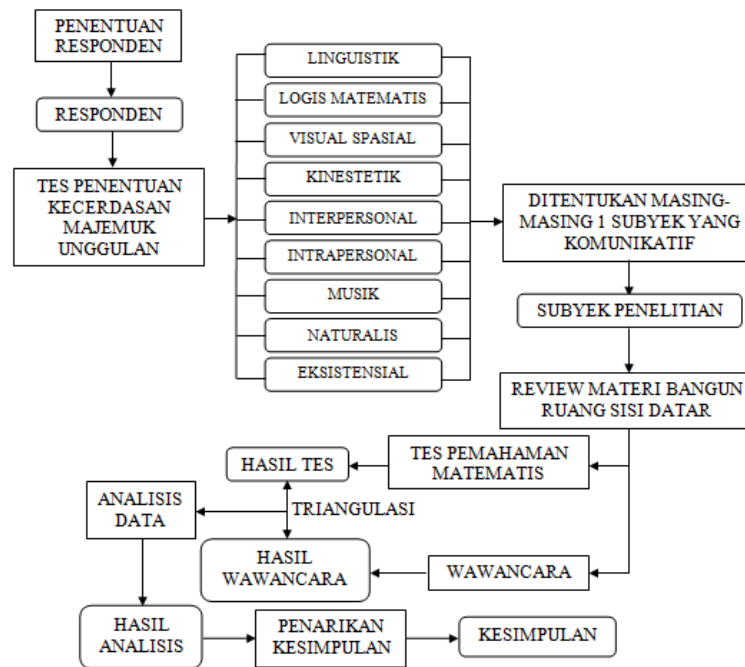 PENENTUAN
RESPONDEN
RESPONDEN
TES PENENTUAN
KECERDASAN
MAJEMUK
UNGGULAN
LINGUISTIK
LOGIS MATEMATIS
VISUAL SPASIAL
KINESTETIK
INTERPERSONAL
INTRAPERSONAL
MUSIK
NATURALIS
EKSISTENSIAL
DITENTUKAN MASING-
MASING 1 SUBYEK YANG
KOMUNIKATIF
SUBYEK PENELITIAN
REVIEW MATERI BANGUN
RUANG SISI DATAR
TES PEMAHAMAN
MATEMATIS
HASIL TES
WAWANCARA
HASIL
WAWANCARA
TRIANGULASI
ANALISIS
DATA
HASIL
ANALISIS
PENARIKAN
KESIMPULAN
KESIMPULAN